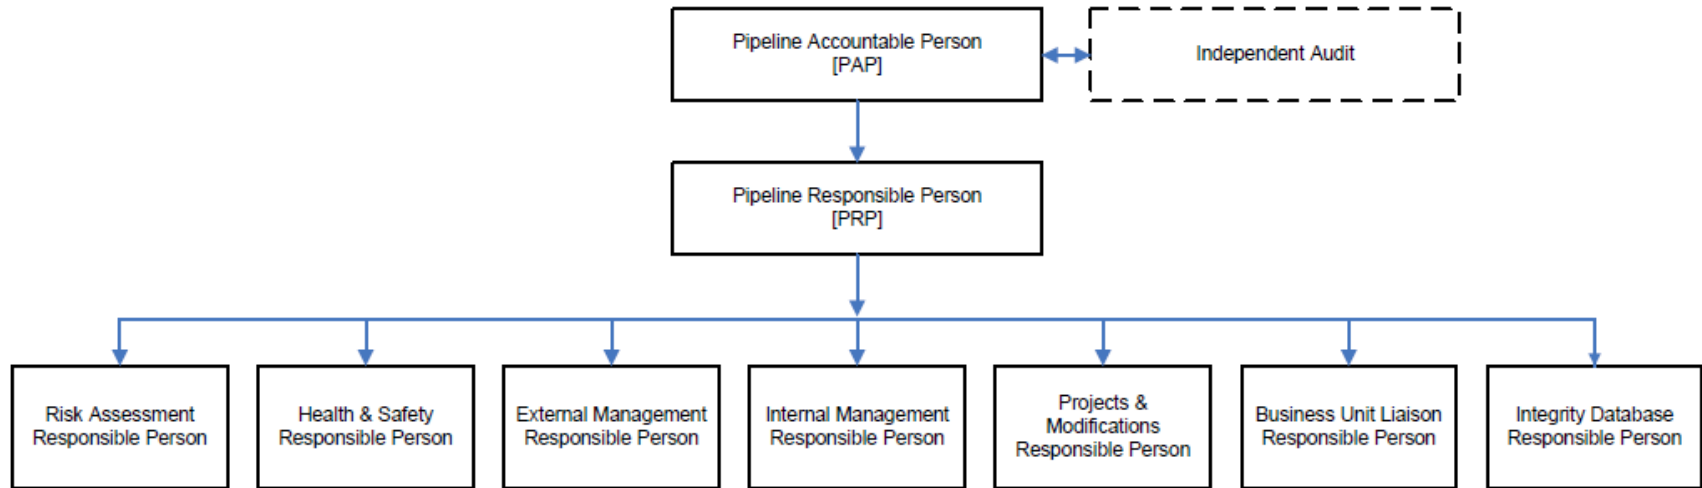 Pipeline Accountable Person
[PAP]
Independent Audit
Pipeline Responsible Person
[PRP]
Risk Assessment
Responsible Person
Health & Safety
Responsible Person
External Management
Responsible Person
Internal Management
Responsible Person
Projects &
Modifications
Responsible Person
Business Unit Liaison
Responsible Person
Integrity Database
Responsible Person